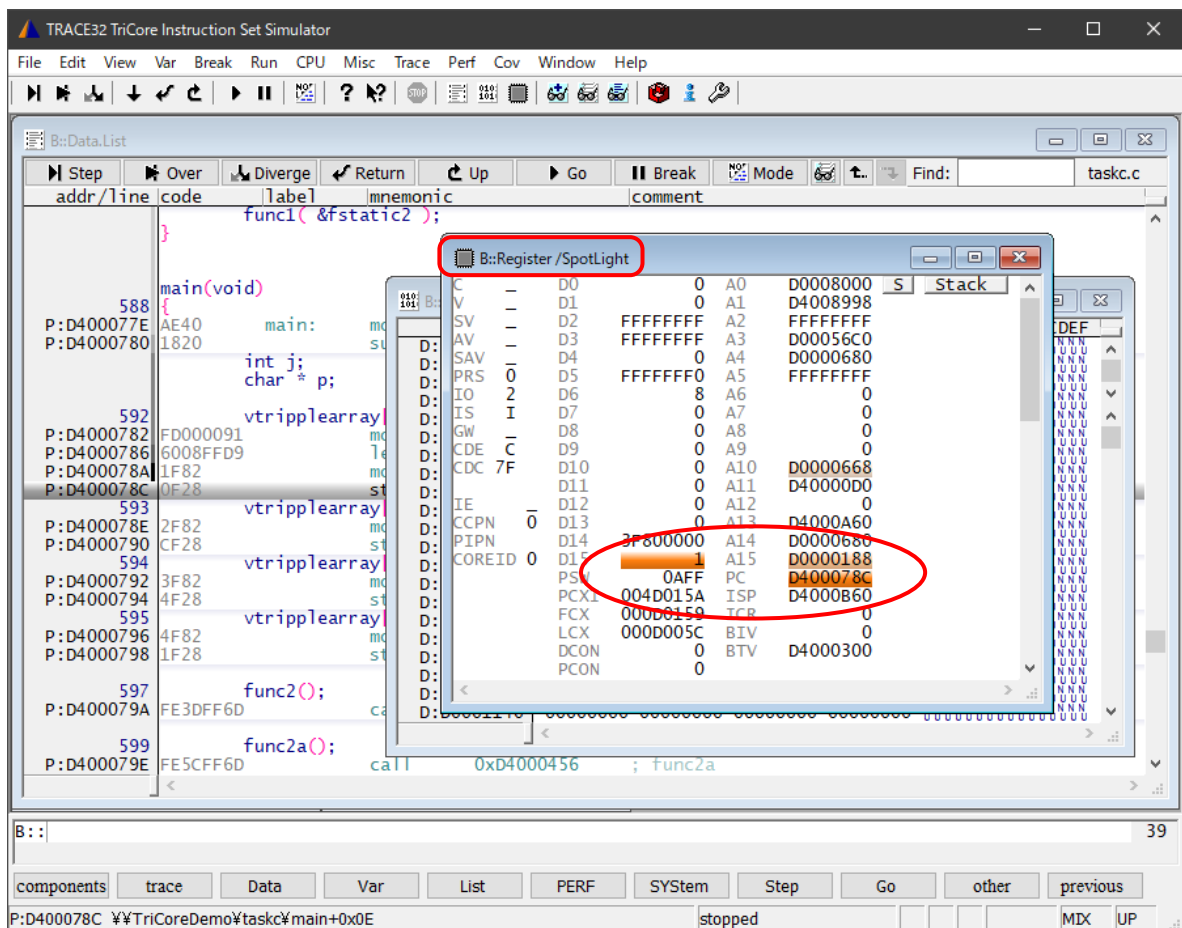 TRACE32 TriCore Instruction Set Simulator
File Edit View Var Break Run CPU Misc Trace Perf Cov Window Help
B::Data.List
Step Over Diverge Return Up Go Break Mode Find: taskc.c
addr/line code label mnemonic comment
func1( &fstatic2 );
}
main(void)
588 {
P:D400077E AE40 main:
P:D4000780 1820
int j;
char * p;
592 vtripplearray
P:D4000782 FD000091
P:D4000786 6008FFD9
P:D400078A 1F82
P:D400078C 0F28 st
593 vtripplearray
P:D400078E 2F82
P:D4000790 CF28 st
594 vtripplearray
P:D4000792 3F82
P:D4000794 4F28 st
595 vtripplearray
P:D4000796 4F82
P:D4000798 1F28 st
597 func2();
P:D400079A FE3DFF6D
599 func2a();
P:D400079E FE5CFF6D call 0xD4000456 ; func2a
B::Register /SpotLight
C _ D0 0 A0 D0008000 S Stack
V _ D1 0 A1 D4008998
SV _ D2 FFFFFFFF A2 FFFFFFFF
AV _ D3 FFFFFFFF A3 D00056C0
SAV _ D4 0 A4 D0000680
PRS 0 D5 FFFFFFF0 A5 FFFFFFFF
IO 2 D6 8 A6 0
IS I D7 0 A7 0
GW _ D8 0 A8 0
CDE C D9 0 A9 0
CDC 7F D10 0 A10 D0000668
D11 0 A11 D40000D0
IE _ D12 0 A12 0
CCPN 0 D13 0 A13 D4000A60
PIPN D14 3F800000 A14 D0000680
COREID 0 D15 1 A15 D0000188
PSW 0AFF PC D400078C
PCXI 004D015A ISP D4000B60
FCX 000D0159 ICR 0
LCX 000D005C BIV 0
DCON 0 BTV D4000300
PCON 0
B::
39
components trace Data Var List PERF SYStem Step Go other previous
P:D400078C ¥¥TriCoreDemo¥taskc¥main+0x0E stopped MIX UP